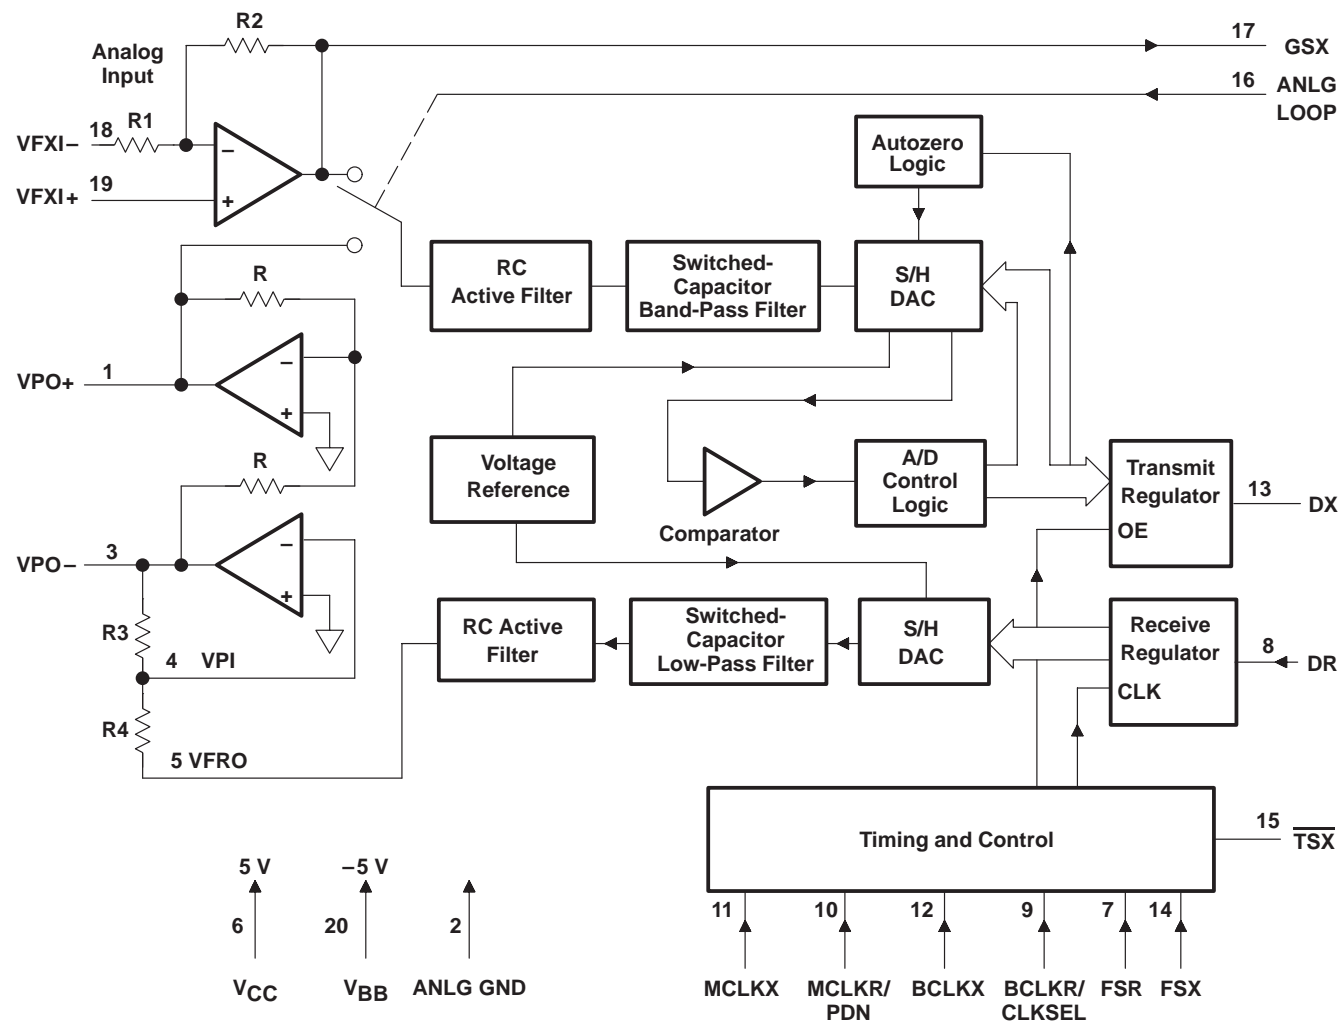 R2
17
GSX
Analog
Input
16
ANLG
LOOP
R1
VFXI−
18
Autozero
Logic
−
VFXI+
19
+
RC
Active Filter
Switched-
Capacitor
Band-Pass Filter
S/H
DAC
R
VPO+
1
−
+
R
Voltage
Reference
Comparator
A/D
Control
Logic
Transmit
Regulator
OE
13
DX
VPO−
3
−
+
R3
4 VPI
R4
5 VFRO
RC Active
Filter
Switched-
Capacitor
Low-Pass Filter
S/H
DAC
Receive
Regulator
CLK
8
DR
Timing and Control
15
TSX
5 V
−5 V
6
20
2
VCC
VBB
ANLG GND
11
10
12
9
7
14
MCLKX
MCLKR/
PDN
BCLKX
BCLKR/
CLKSEL
FSR
FSX